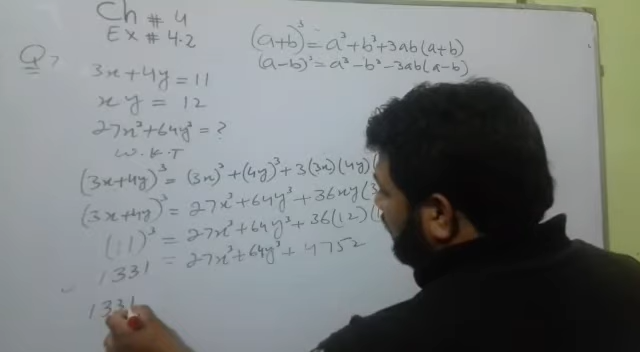 Ch # 4
Ex # 4.2
(a+b)³ = a³ + b³ + 3ab(a+b)
(a-b)³ = a³ - b³ - 3ab(a-b)
Q7
3x + 4y = 11
xy = 12
27x³ + 64y³ = ?
W.K.T
(3x+4y)³ = (3x)³ + (4y)³ + 3(3x)(4y)(
(3x+4y)³ = 27x³ + 64y³ + 36xy(3
(11)³ = 27x³ + 64y³ + 36(12)(
1331 = 27x³ + 64y³ + 4752
1331